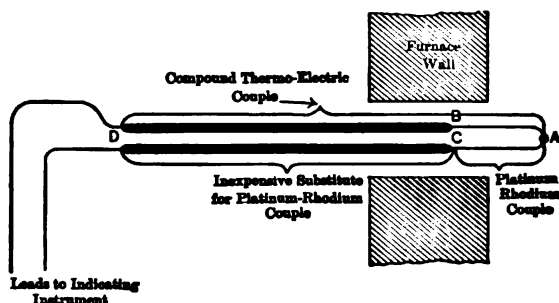 Furnace
Wall
Compound Thermo-Electric
Couple
B
D
C
A
Inexpensive Substitute
for Platinum-Rhodium
Couple
Platinum
Rhodium
Couple
Leads to Indicating
Instrument